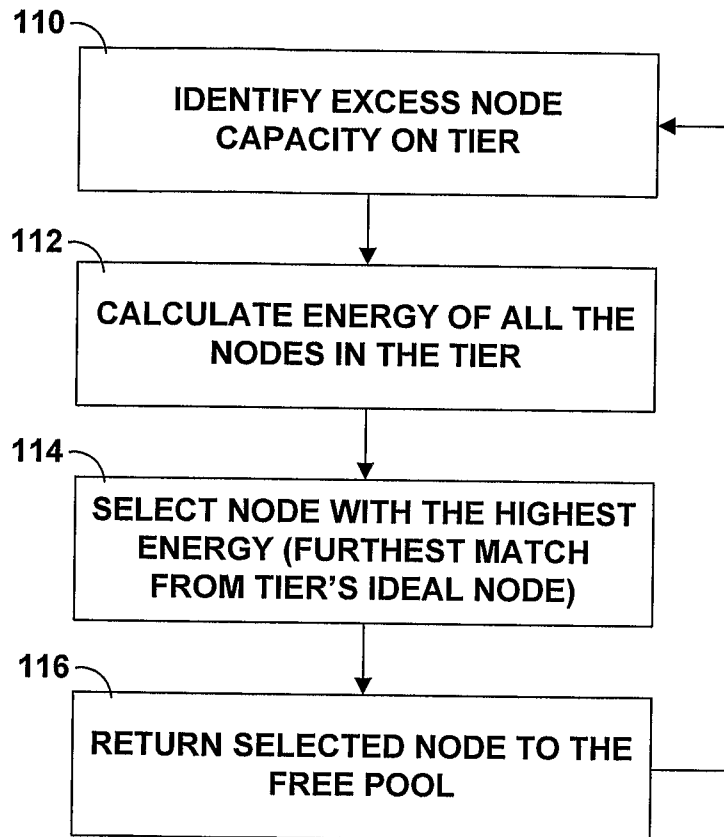 110
IDENTIFY EXCESS NODE
CAPACITY ON TIER
112
CALCULATE ENERGY OF ALL THE
NODES IN THE TIER
114
SELECT NODE WITH THE HIGHEST
ENERGY (FURTHEST MATCH
FROM TIER'S IDEAL NODE)
116
RETURN SELECTED NODE TO THE
FREE POOL